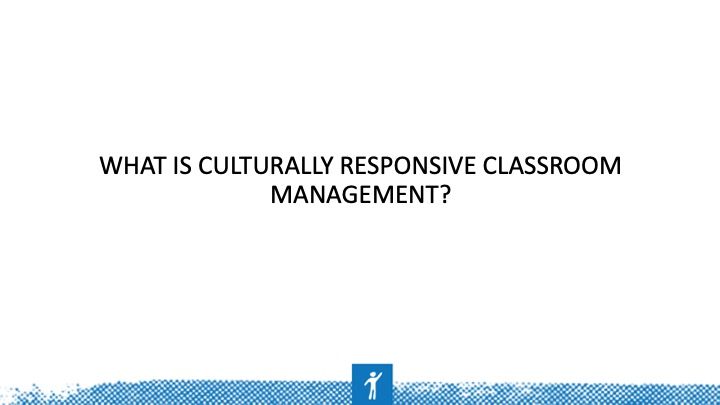 WHAT IS CULTURALLY RESPONSIVE CLASSROOM
MANAGEMENT?